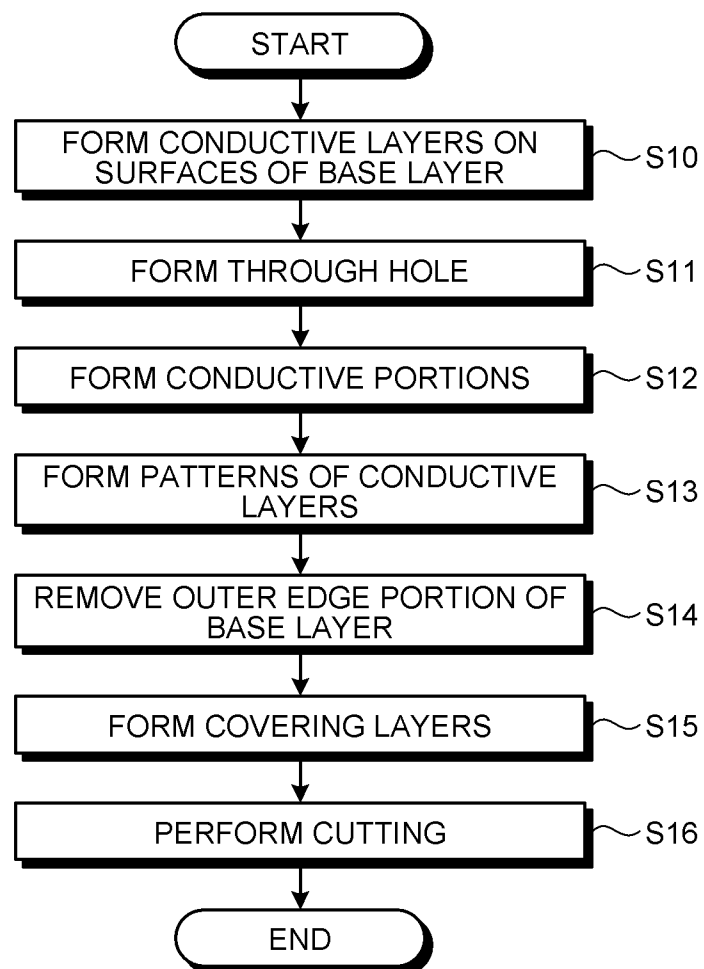 START
FORM CONDUCTIVE LAYERS ON
SURFACES OF BASE LAYER
S10
FORM THROUGH HOLE
S11
FORM CONDUCTIVE PORTIONS
S12
FORM PATTERNS OF CONDUCTIVE
LAYERS
S13
REMOVE OUTER EDGE PORTION OF
BASE LAYER
S14
FORM COVERING LAYERS
S15
PERFORM CUTTING
S16
END